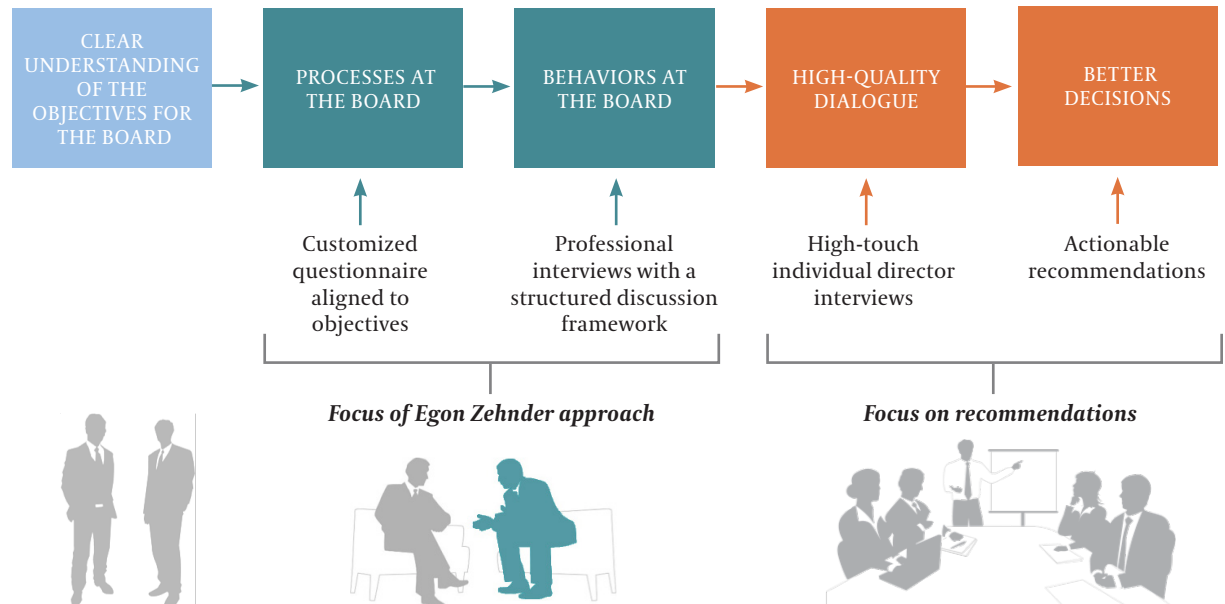 CLEAR
UNDERSTANDING
OF THE
OBJECTIVES FOR
THE BOARD
PROCESSES AT
THE BOARD
BEHAVIORS AT
THE BOARD
HIGH-QUALITY
DIALOGUE
BETTER
DECISIONS
Customized
questionnaire
aligned to
objectives
Professional
interviews with a
structured discussion
framework
High-touch
individual director
interviews
Actionable
recommendations
Focus of Egon Zehnder approach
Focus on recommendations